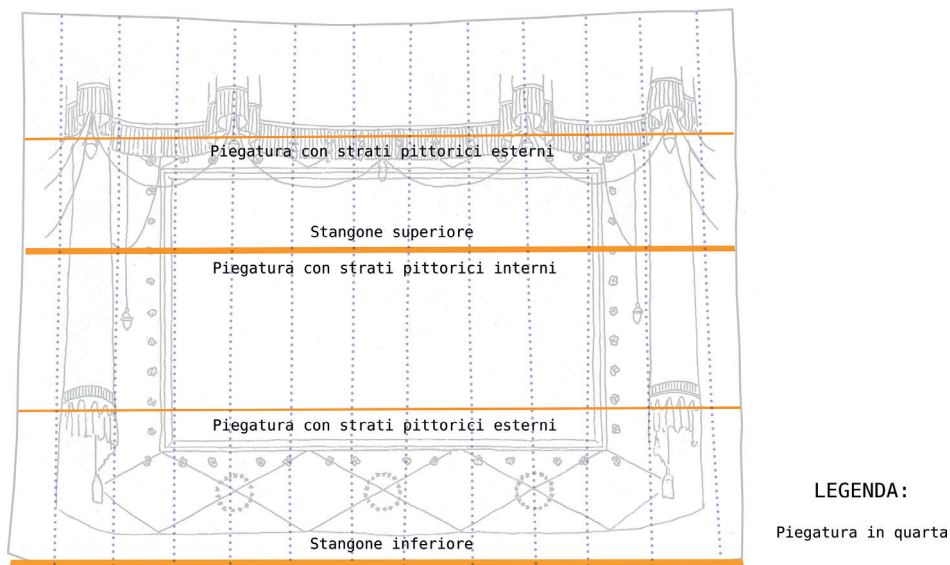 Piegatura con strati pittorici esterni
Stangone superiore
Piegatura con strati pittorici interni
Piegatura con strati pittorici esterni
Stangone inferiore
LEGENDA:
Piegatura in quarta